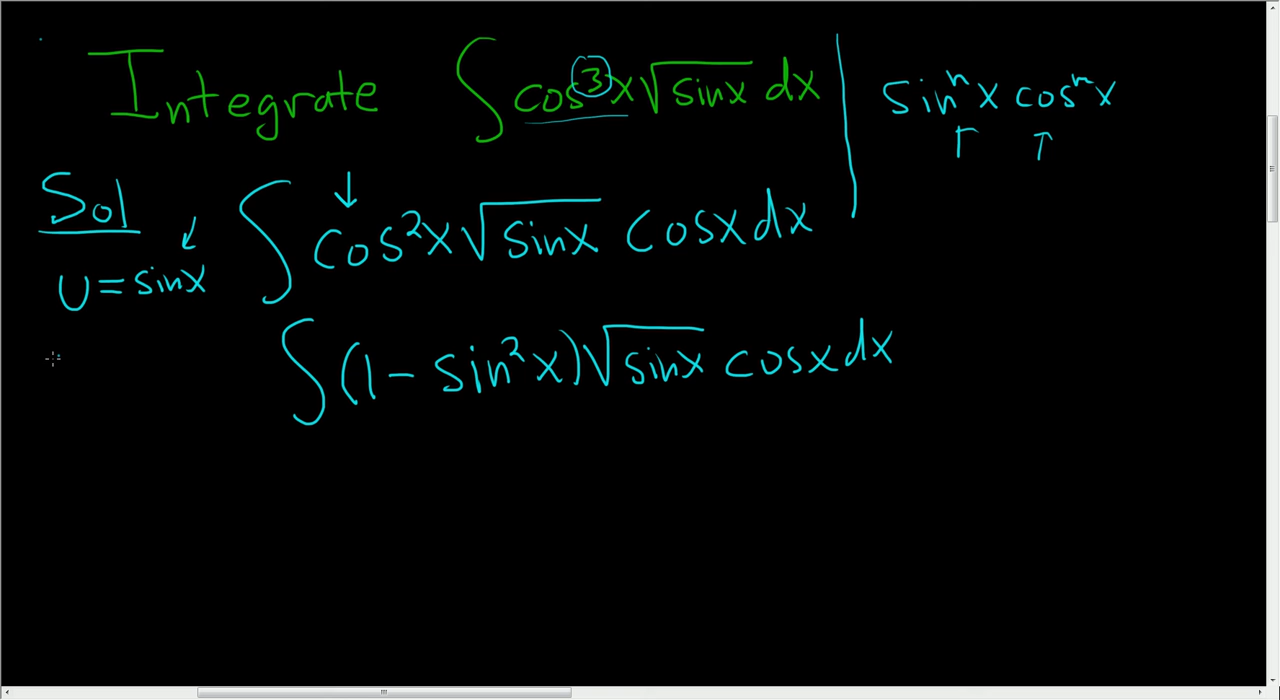 Integrate ∫ cos³x √sinx dx
sinⁿx cosⁿx
Sol
∫ cos²x √sinx cosx dx
u = sinx
∫ (1 - sin²x) √sinx cosx dx